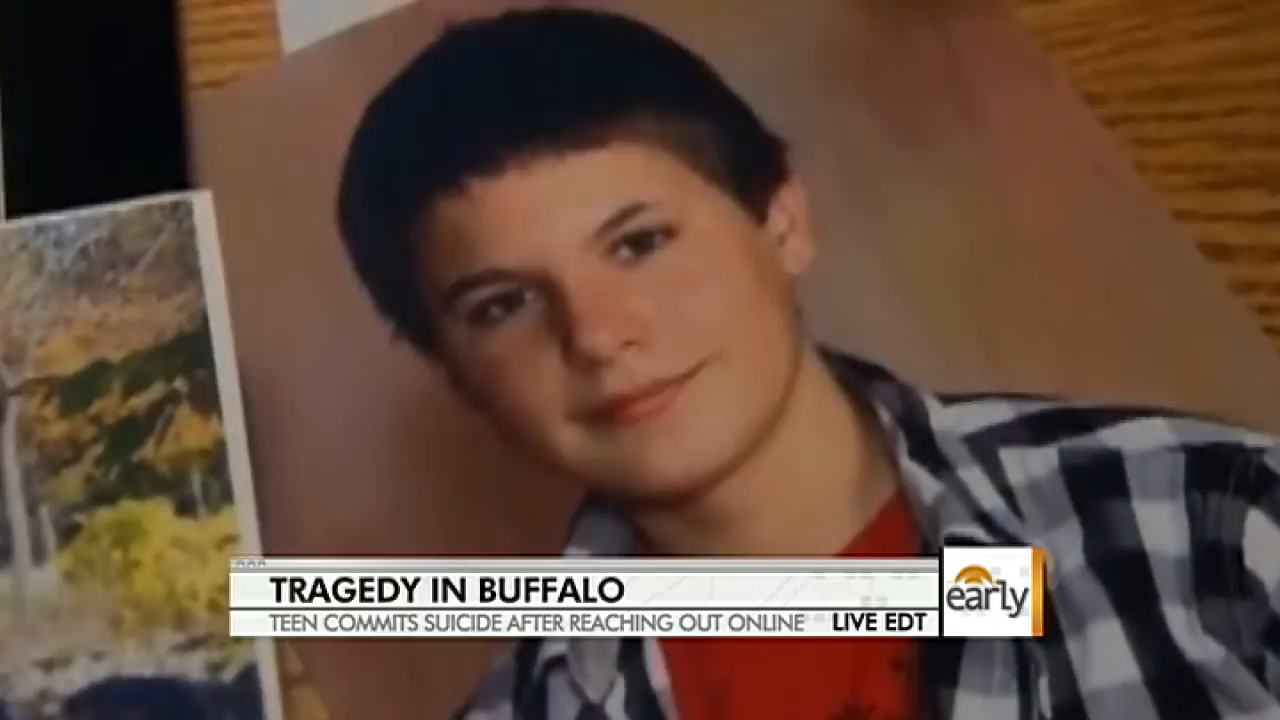 TRAGEDY IN BUFFALO
TEEN COMMITS SUICIDE AFTER REACHING OUT ONLINE LIVE EDT
early